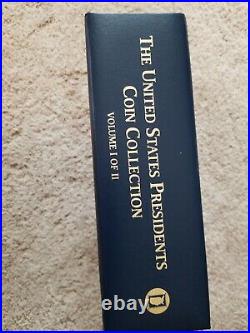 THE UNITED STATES PRESIDENTS
COIN COLLECTION
VOLUME I OF II